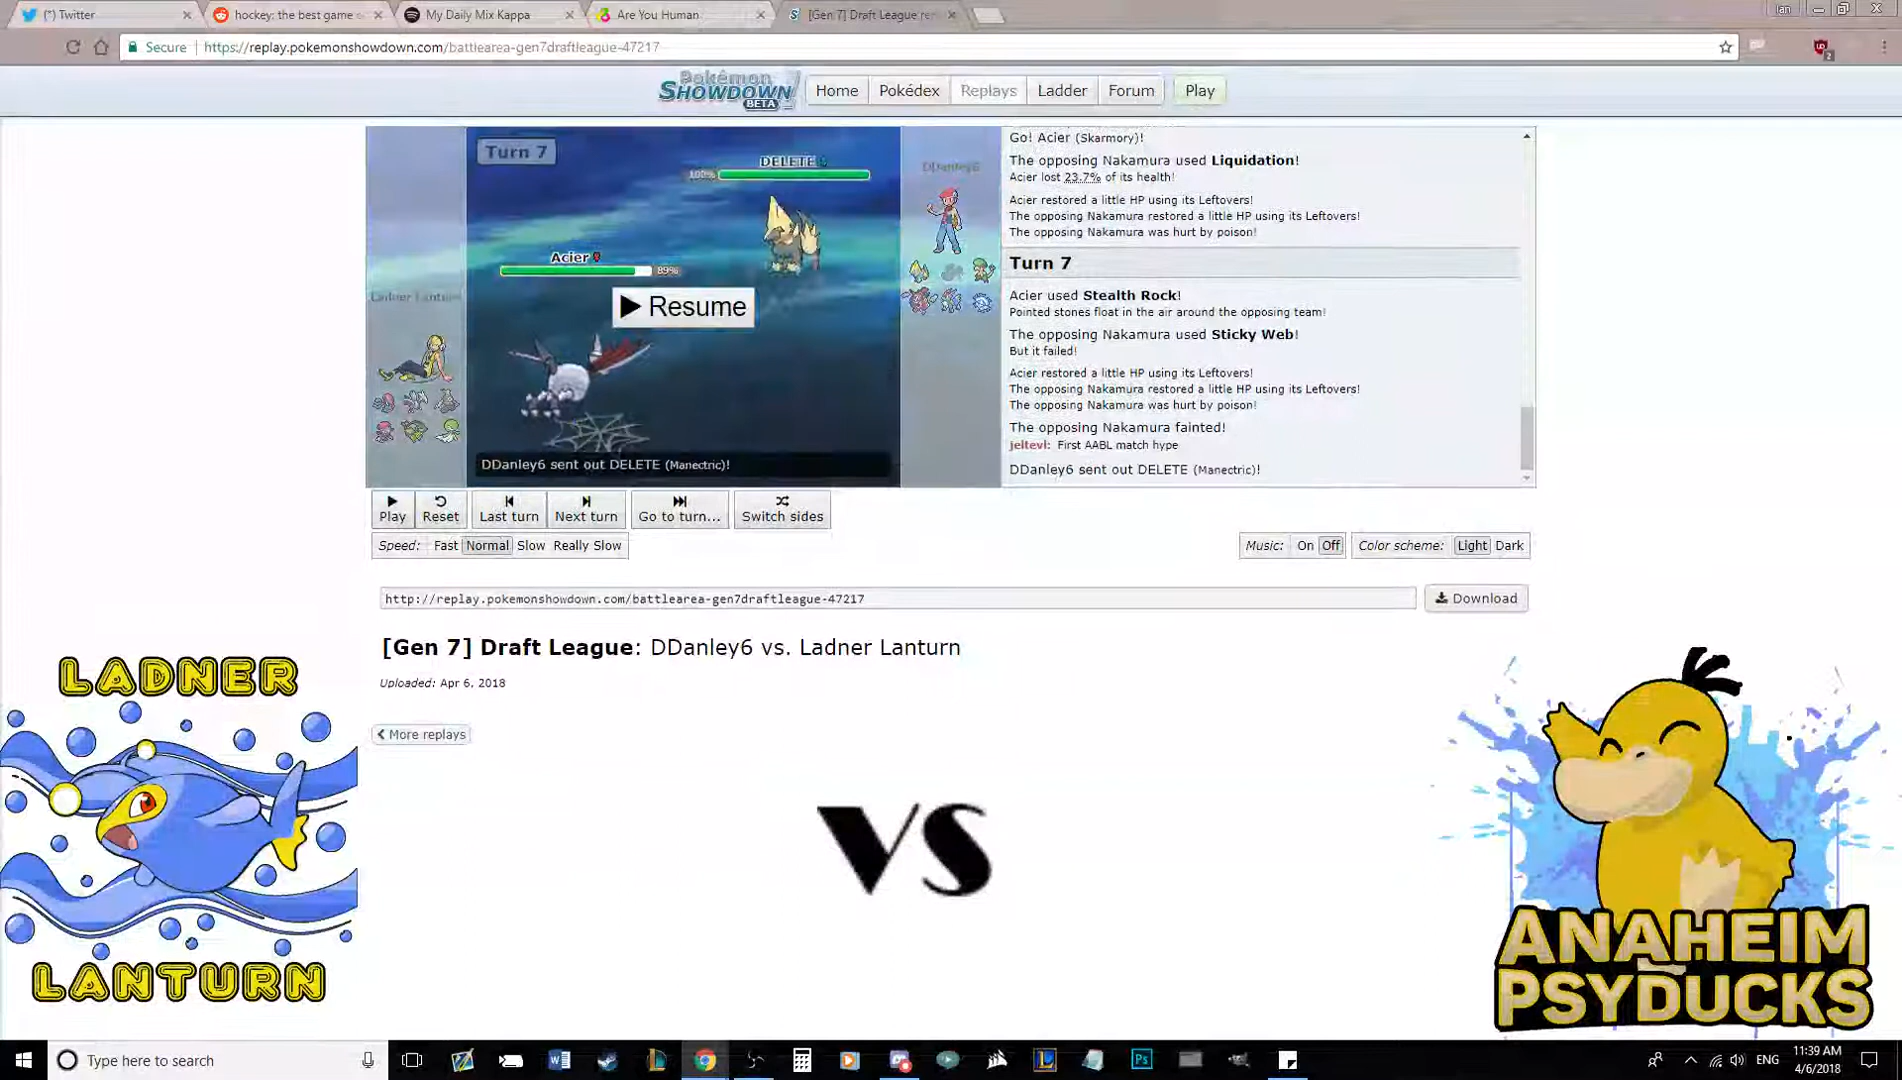 (*) Twitter
hockey: the best game o
My Daily Mix Kappa
Are You Human
[Gen 7] Draft League re
Ian
Secure
https://replay.pokemonshowdown.com/battlearea-gen7draftleague-47217
Pokémon
SHOWDOWN
BETA
Home
Pokédex
Replays
Ladder
Forum
Play
Turn 7
DELETE
100%
Acier
89%
Resume
Ladner Lanturn
DDanley6
DDanley6 sent out DELETE (Manectric)!
Go! Acier (Skarmory)!
The opposing Nakamura used Liquidation!
Acier lost 23.7% of its health!
Acier restored a little HP using its Leftovers!
The opposing Nakamura restored a little HP using its Leftovers!
The opposing Nakamura was hurt by poison!
Turn 7
Acier used Stealth Rock!
Pointed stones float in the air around the opposing team!
The opposing Nakamura used Sticky Web!
But it failed!
Acier restored a little HP using its Leftovers!
The opposing Nakamura restored a little HP using its Leftovers!
The opposing Nakamura was hurt by poison!
The opposing Nakamura fainted!
jeltevl: First AABL match hype
DDanley6 sent out DELETE (Manectric)!
Play
Reset
Last turn
Next turn
Go to turn...
Switch sides
Speed: Fast Normal Slow Really Slow
Music: On Off
Color scheme: Light Dark
http://replay.pokemonshowdown.com/battlearea-gen7draftleague-47217
Download
[Gen 7] Draft League: DDanley6 vs. Ladner Lanturn
Uploaded: Apr 6, 2018
More replays
LADNER
LANTURN
VS
ANAHEIM
PSYDUCKS
Type here to search
ENG
11:39 AM
4/6/2018